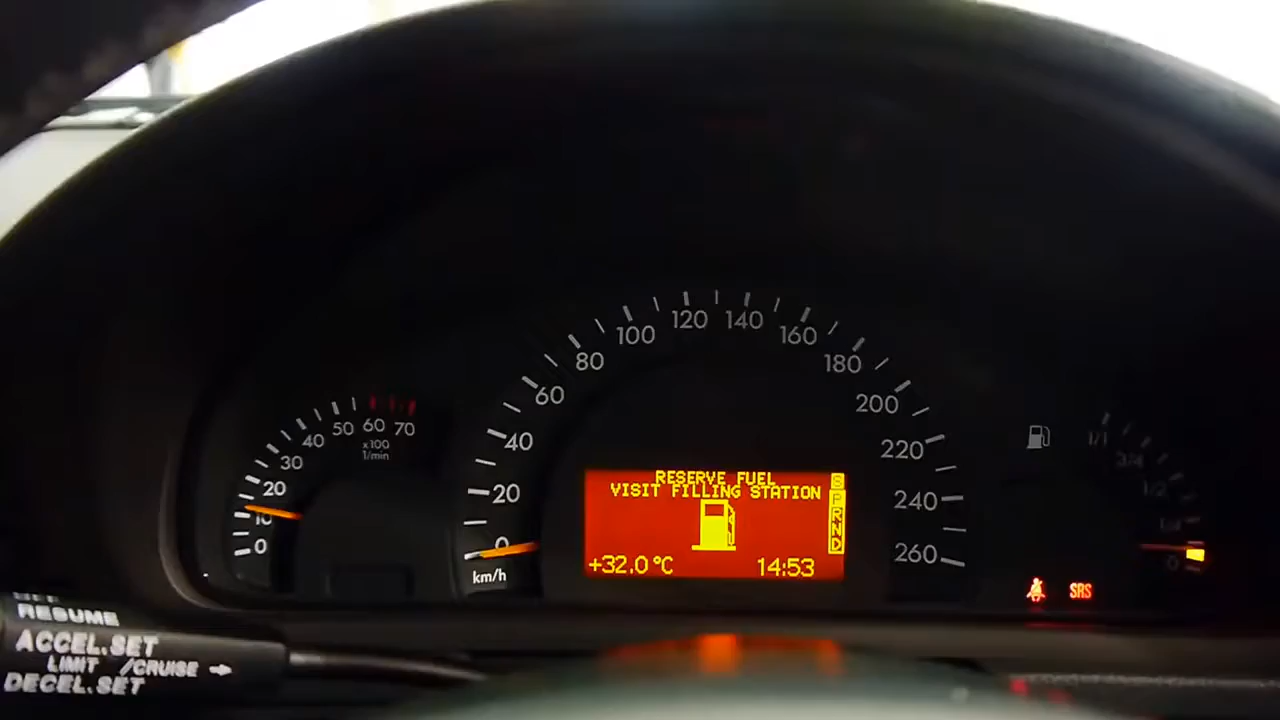 RESUME
ACCEL.SET
LIMIT /CRUISE
DECEL.SET
0
10
20
30
40
50
60
70
x100
1/min
0
20
40
60
80
100
120
140
160
180
200
220
240
260
km/h
RESERVE FUEL
VISIT FILLING STATION
S
P
R
N
D
+32.0°C 14:53
1/1
3/4
1/2
0
SRS